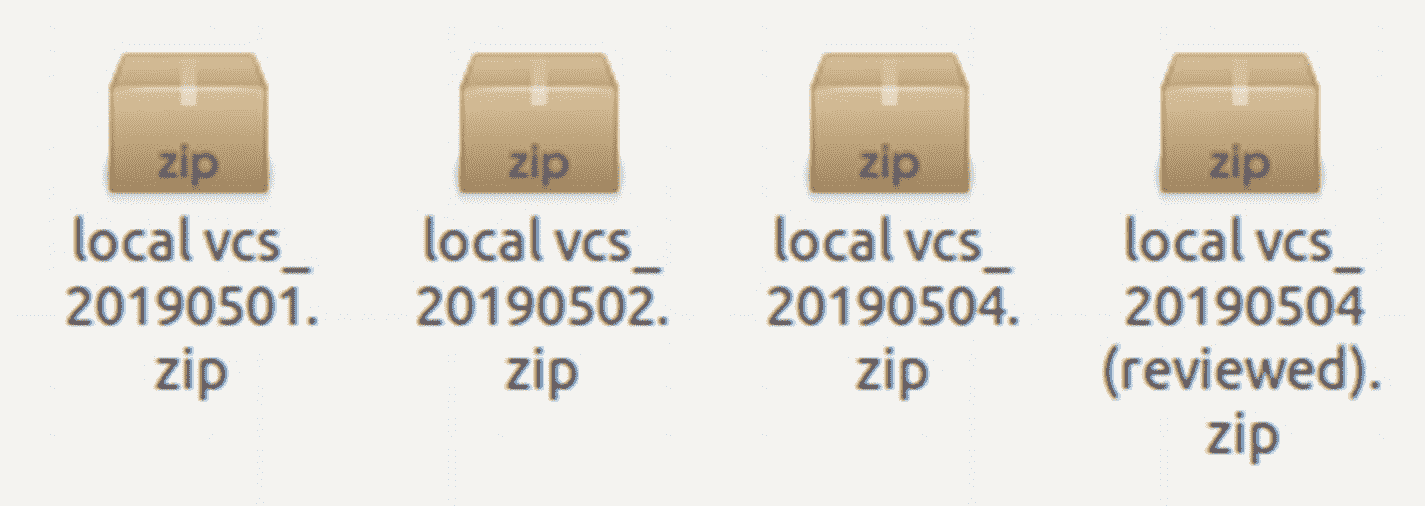 zip
local vcs_
20190501.
zip
zip
local vcs_
20190502.
zip
zip
local vcs_
20190504.
zip
zip
local vcs_
20190504
(reviewed).
zip